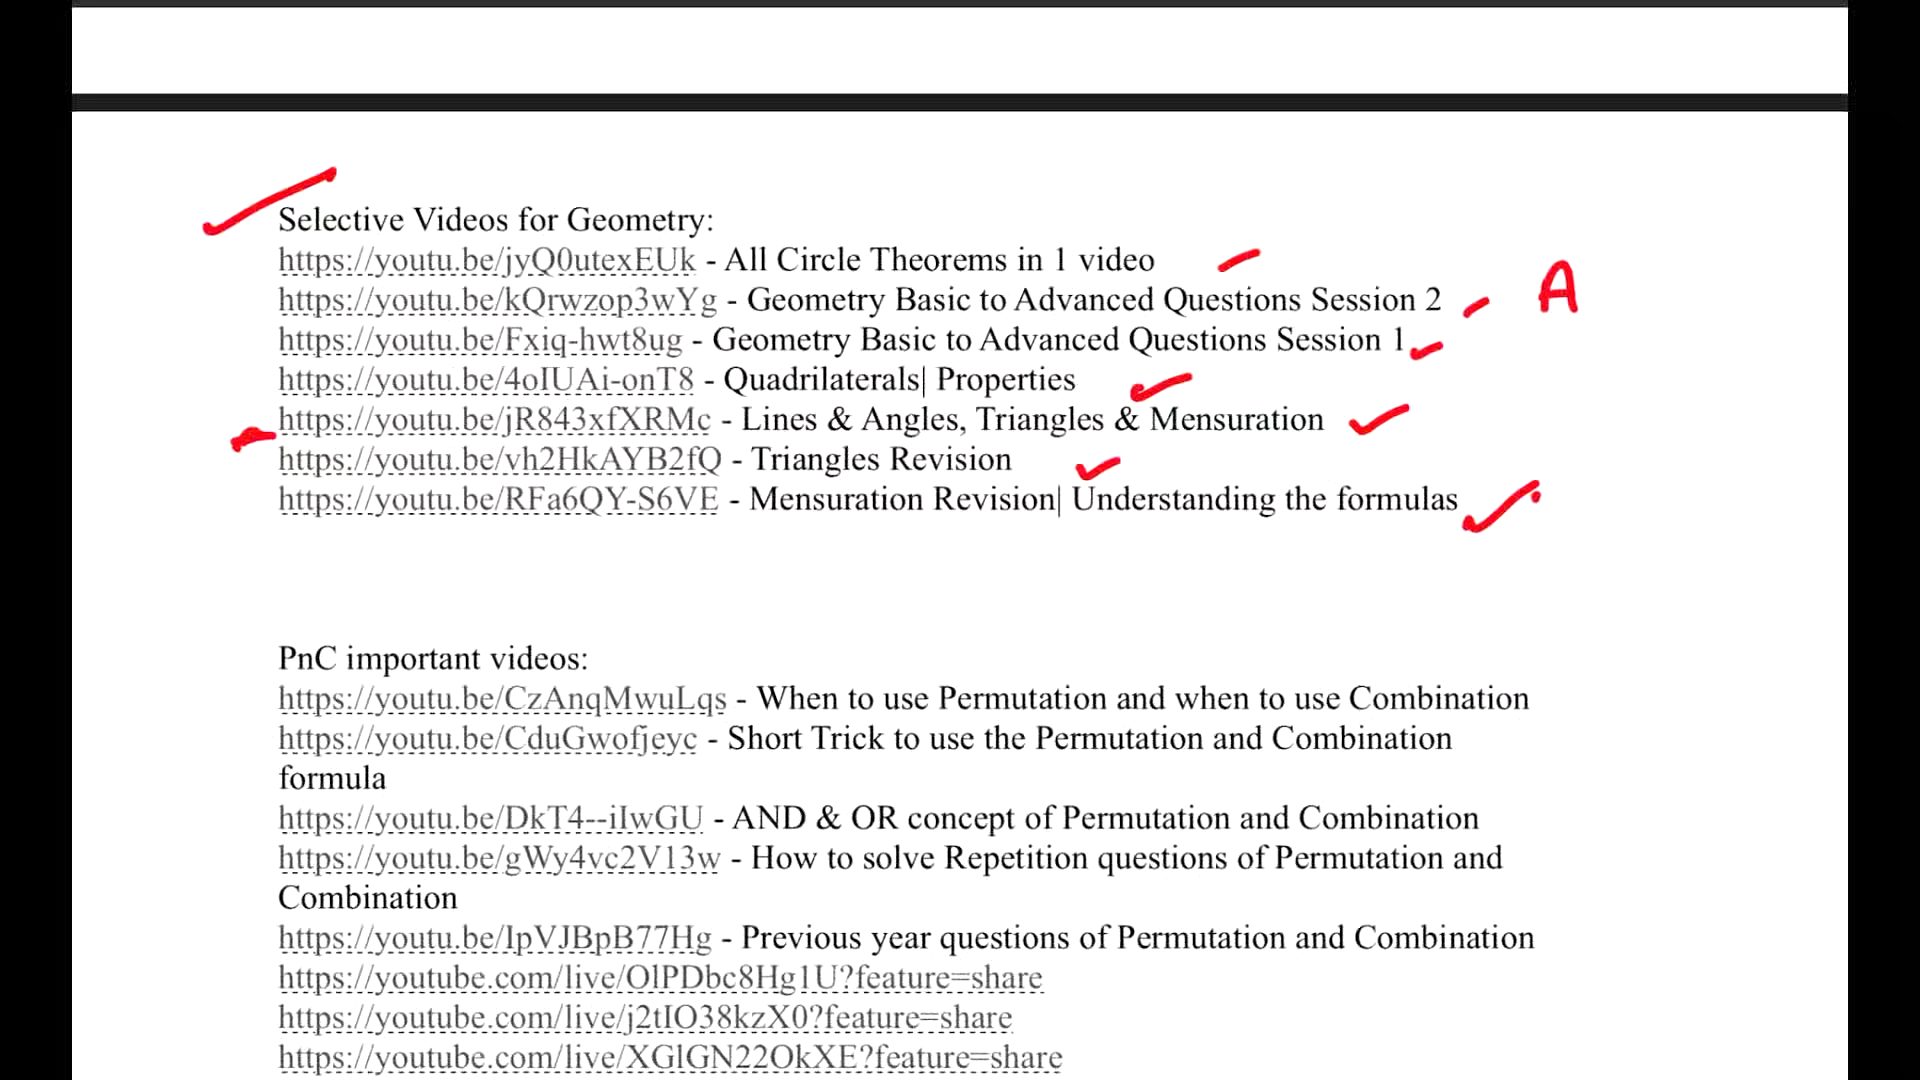 Selective Videos for Geometry:
https://youtu.be/jyQ0utexEUk - All Circle Theorems in 1 video
https://youtu.be/kQrwzop3wYg - Geometry Basic to Advanced Questions Session 2
A
https://youtu.be/Fxiq-hwt8ug - Geometry Basic to Advanced Questions Session 1
https://youtu.be/4oIUAi-onT8 - Quadrilaterals| Properties
https://youtu.be/jR843xfXRMc - Lines & Angles, Triangles & Mensuration
https://youtu.be/vh2HkAYB2fQ - Triangles Revision
https://youtu.be/RFa6QY-S6VE - Mensuration Revision| Understanding the formulas
PnC important videos:
https://youtu.be/CzAnqMwuLqs - When to use Permutation and when to use Combination
https://youtu.be/CduGwofjeyc - Short Trick to use the Permutation and Combination
formula
https://youtu.be/DkT4--iIwGU - AND & OR concept of Permutation and Combination
https://youtu.be/gWy4vc2V13w - How to solve Repetition questions of Permutation and
Combination
https://youtu.be/IpVJBpB77Hg - Previous year questions of Permutation and Combination
https://youtube.com/live/OlPDbc8Hg1U?feature=share
https://youtube.com/live/j2tIO38kzX0?feature=share
https://youtube.com/live/XGlGN22OkXE?feature=share